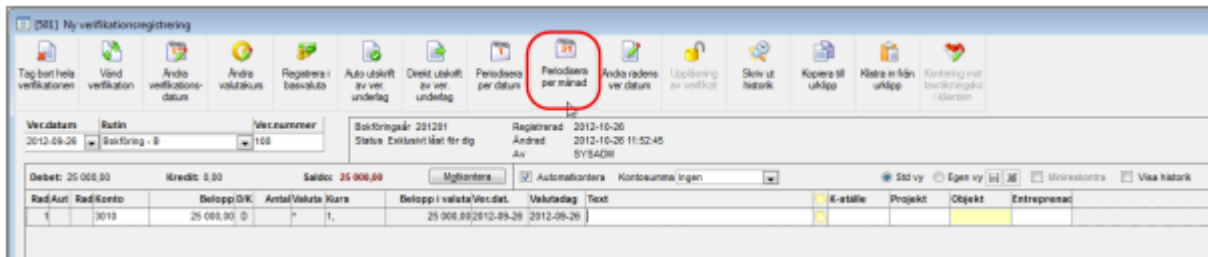 [501] Ny verifikationsregistrering
Tag bort hela verifikationen
Vänd verifikation
Ändra verifikations-datum
Ändra valutakurs
Registrera i basvaluta
Auto utskrift av ver. underlag
Direkt utskrift av ver. underlag
Periodisera per datum
Periodisera per månad
Ändra radens ver.datum
Upplåsning av verifikat
Skriv ut historik
Kopiera till urklipp
Klistra in från urklipp
Kontering mot
i klienten
Ver.datum Rutin Ver.nummer
2012-09-26 Bokföring - B 108
Bokföringsår 201201 Registrerad 2012-10-26
Status Exklusivt låst för dig Ändrad 2012-10-26 11:52:45
Av SYSADM
Debet: 25 000,00 Kredit: 0,00 Saldo: 25 000,00 Motkontera Automatkontera Kontosumma Ingen Std vy Egen vy Minireskontra Visa historik
Rad Aut Rad Konto Belopp D/K Antal Valuta Kurs Belopp i valuta Ver.dat. Valutadag Text K-ställe Projekt Objekt Entreprenad
1 3010 25 000,00 D * 1, 25 000,00 2012-09-26 2012-09-26